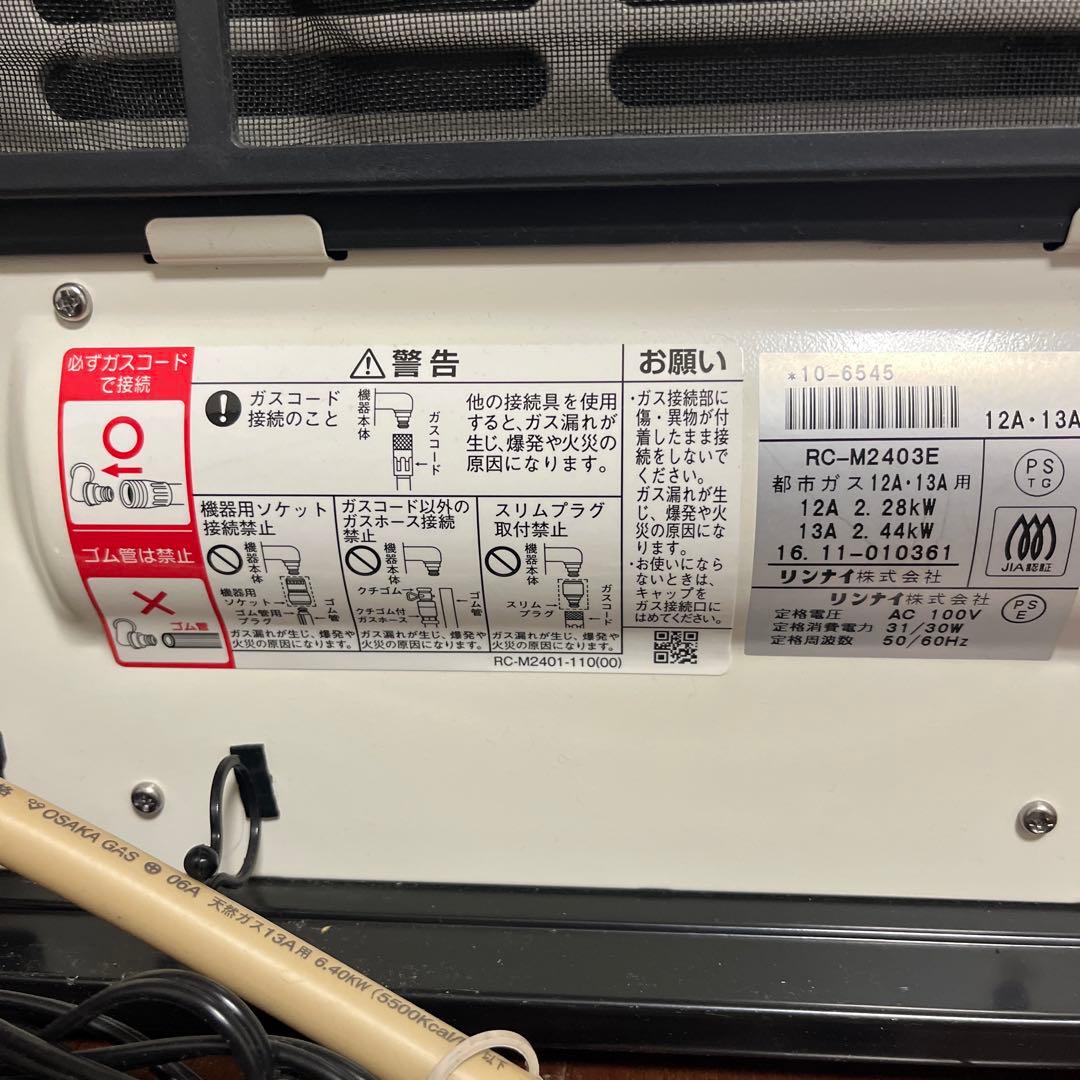 必ずガスコード
で接続
ゴム管は禁止
ゴム管
警告
ガスコード
接続のこと
機器本体
ガスコード
他の接続具を使用
すると、ガス漏れが
生じ、爆発や火災の
原因になります。
機器用ソケット
接続禁止
機器本体
機器用
ソケット
ゴム管用
プラグ
ゴム管
ガス漏れが生じ、爆発や
火災の原因になります。
ガスコード以外の
ガスホース接続
禁止
機器本体
クチゴム
クチゴム付
ガスホース
ゴム管
ガス漏れが生じ、爆発や
火災の原因になります。
スリムプラグ
取付禁止
機器本体
スリム
プラグ
ガスコード
ガス漏れが生じ、爆発や
火災の原因になります。
RC-M2401-110(00)
お願い
・ガス接続部に
傷・異物が付
着したまま接
続をしないで
ください。
ガス漏れが生
じ、爆発や火
災の原因にな
ります。
・お使いになら
ないときは、
キャップを
ガス接続口に
はめてください。
*10-6545
12A・13A
RC-M2403E
都市ガス12A・13A用
12A 2.28kW
13A 2.44kW
16.11-010361
リンナイ株式会社
PS
TG
JIA認証
リンナイ株式会社
定格電圧 AC 100V
定格消費電力 31/30W
定格周波数 50/60Hz
PS
E
OSAKA GAS 06A 天然ガス13A用 6.40KW (5500Kcal/